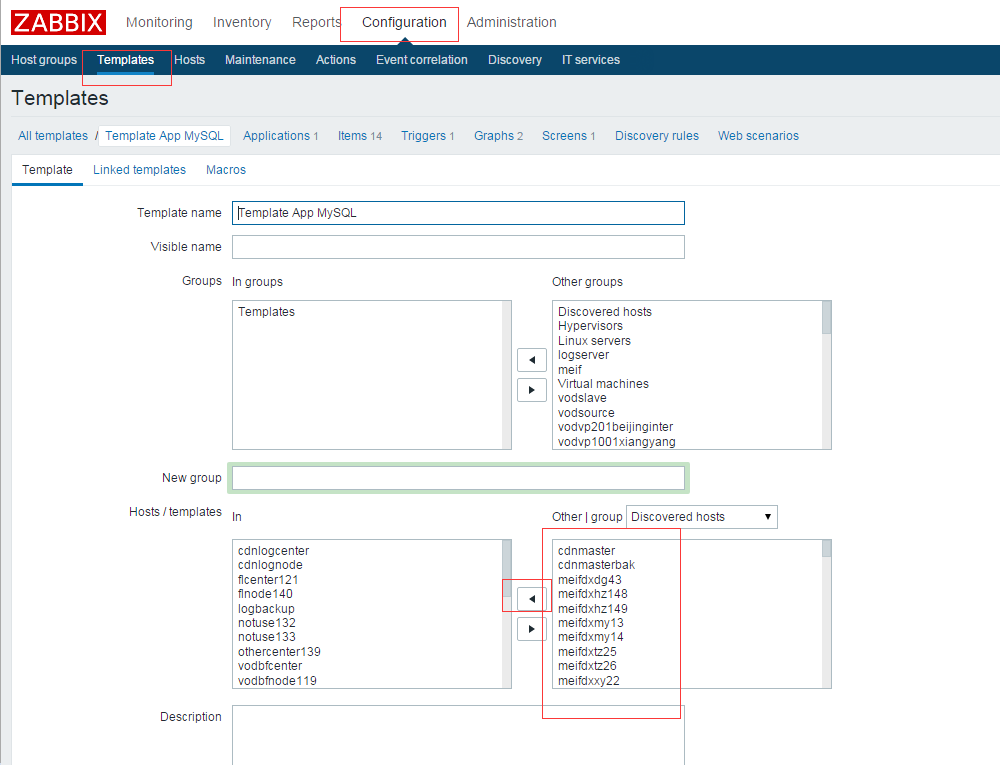 ZABBIX Monitoring Inventory Reports Configuration Administration
Host groups Templates Hosts Maintenance Actions Event correlation Discovery IT services
Templates
All templates / Template App MySQL Applications 1 Items 14 Triggers 1 Graphs 2 Screens 1 Discovery rules Web scenarios
Template Linked templates Macros
Template name Template App MySQL
Visible name
Groups In groups Other groups
Templates
Discovered hosts
Hypervisors
Linux servers
logserver
meif
Virtual machines
vodslave
vodsource
vodvp201beijinginter
vodvp1001xiangyang
New group
Hosts / templates In Other | group Discovered hosts
cdnlogcenter
cdnlognode
flcenter121
flnode140
logbackup
notuse132
notuse133
othercenter139
vodbfcenter
vodbfnode119
cdnmaster
cdnmasterbak
meifdxdg43
meifdxhz148
meifdxhz149
meifdxmy13
meifdxmy14
meifdxtz25
meifdxtz26
meifdxxy22
Description